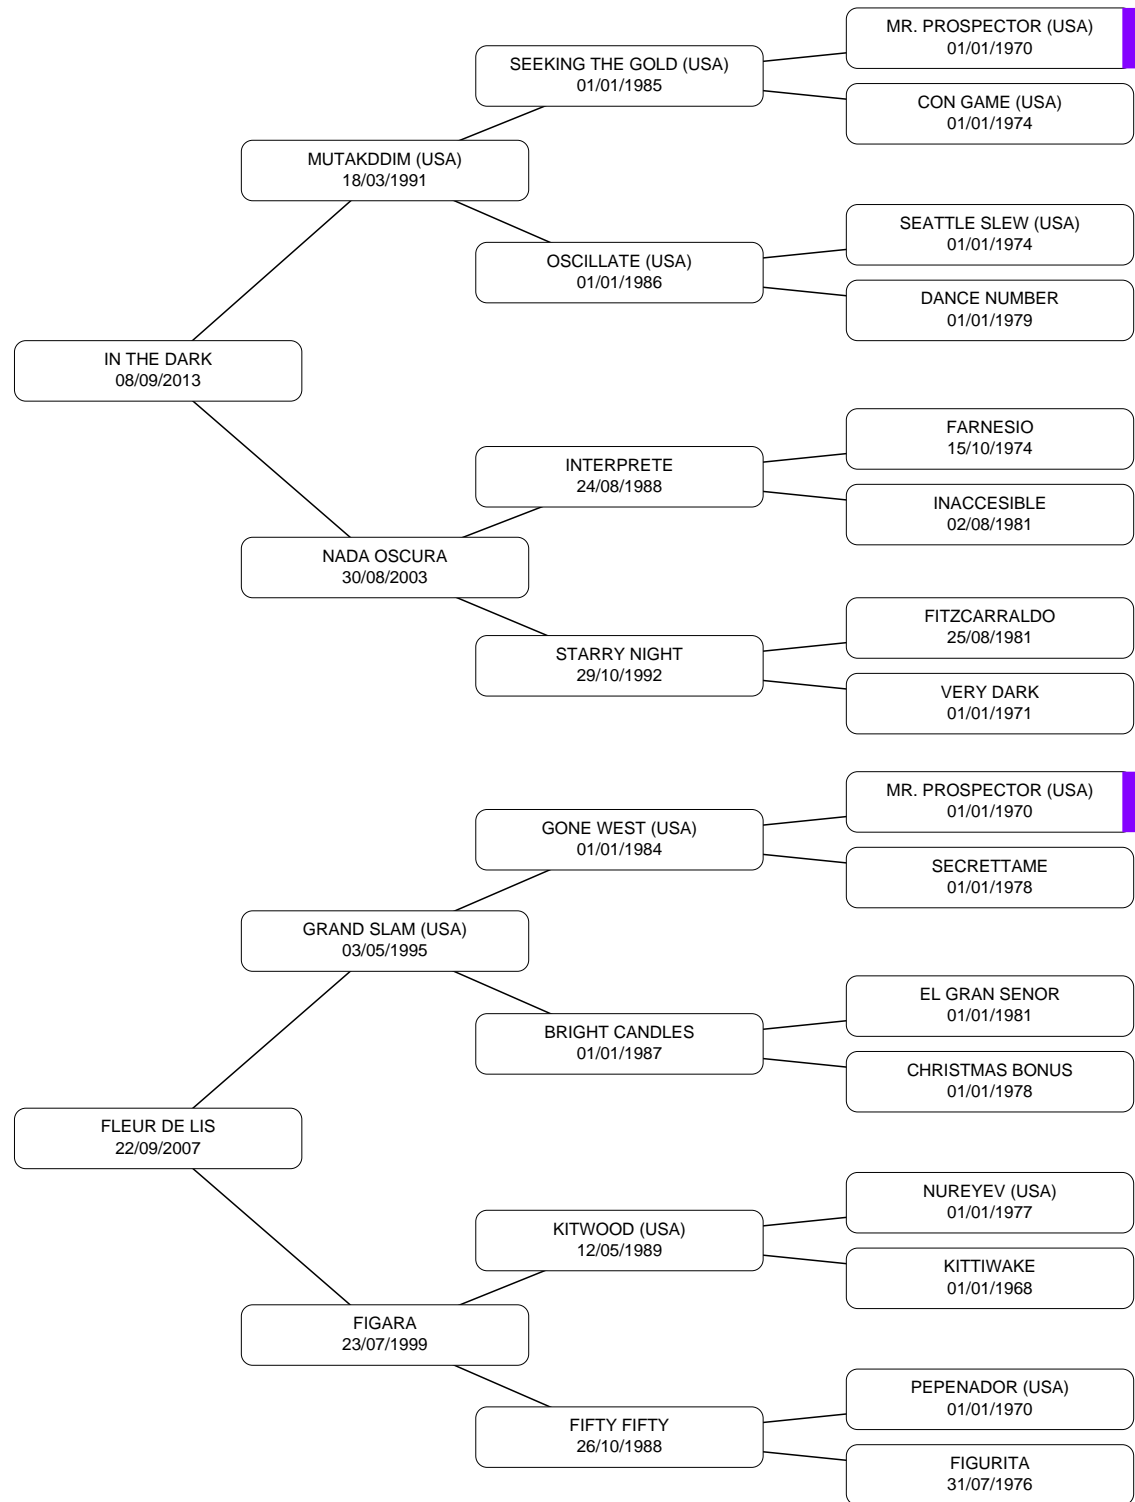 MR. PROSPECTOR (USA)
01/01/1970
SEEKING THE GOLD (USA)
01/01/1985
CON GAME (USA)
01/01/1974
MUTAKDDIM (USA)
18/03/1991
SEATTLE SLEW (USA)
01/01/1974
OSCILLATE (USA)
01/01/1986
DANCE NUMBER
01/01/1979
IN THE DARK
08/09/2013
FARNESIO
15/10/1974
INTERPRETE
24/08/1988
INACCESIBLE
02/08/1981
NADA OSCURA
30/08/2003
FITZCARRALDO
25/08/1981
STARRY NIGHT
29/10/1992
VERY DARK
01/01/1971
MR. PROSPECTOR (USA)
01/01/1970
GONE WEST (USA)
01/01/1984
SECRETTAME
01/01/1978
GRAND SLAM (USA)
03/05/1995
EL GRAN SENOR
01/01/1981
BRIGHT CANDLES
01/01/1987
CHRISTMAS BONUS
01/01/1978
FLEUR DE LIS
22/09/2007
NUREYEV (USA)
01/01/1977
KITWOOD (USA)
12/05/1989
KITTIWAKE
01/01/1968
FIGARA
23/07/1999
PEPENADOR (USA)
01/01/1970
FIFTY FIFTY
26/10/1988
FIGURITA
31/07/1976